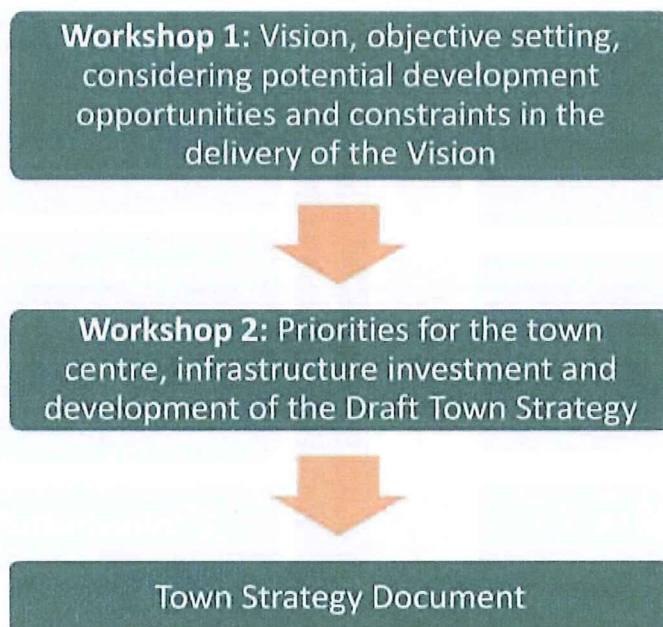 Workshop 1: Vision, objective setting,
considering potential development
opportunities and constraints in the
delivery of the Vision
Workshop 2: Priorities for the town
centre, infrastructure investment and
development of the Draft Town Strategy
Town Strategy Document